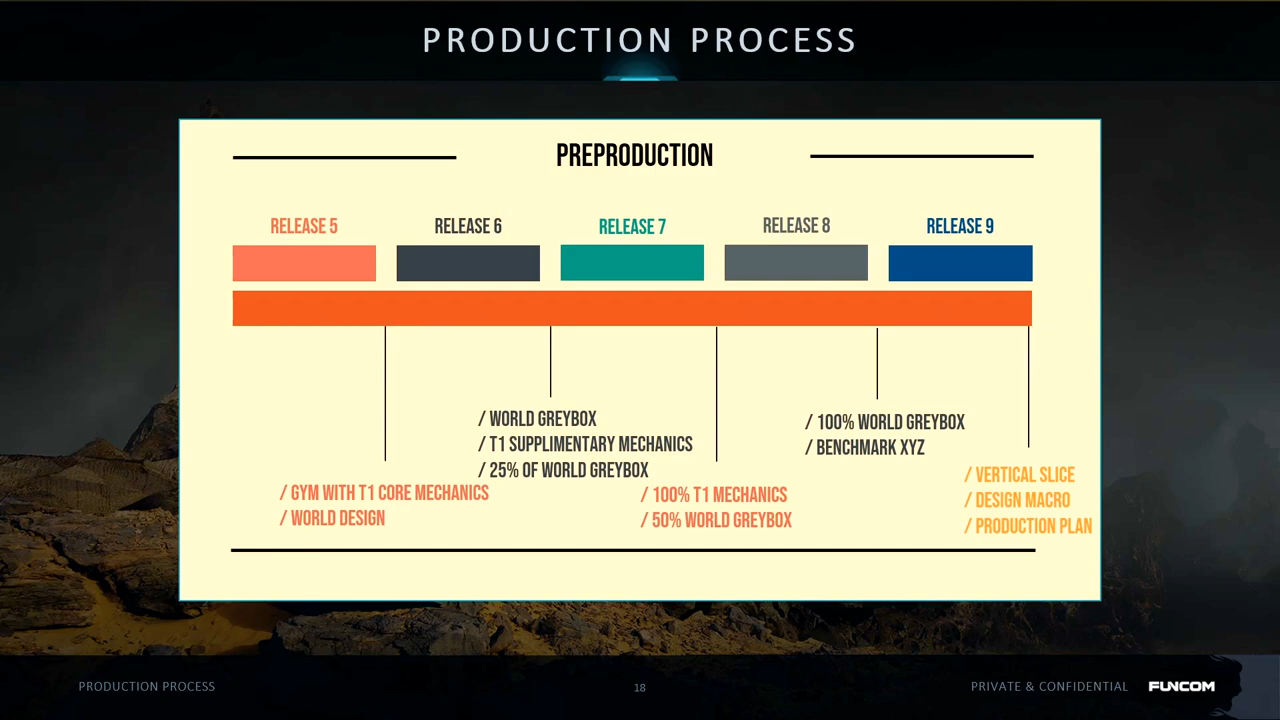 PRODUCTION PROCESS
PREPRODUCTION
RELEASE 5
RELEASE 6
RELEASE 7
RELEASE 8
RELEASE 9
/ GYM WITH T1 CORE MECHANICS
/ WORLD DESIGN
/ WORLD GREYBOX
/ T1 SUPPLIMENTARY MECHANICS
/ 25% OF WORLD GREYBOX
/ 100% T1 MECHANICS
/ 50% WORLD GREYBOX
/ 100% WORLD GREYBOX
/ BENCHMARK XYZ
/ VERTICAL SLICE
/ DESIGN MACRO
/ PRODUCTION PLAN
PRODUCTION PROCESS
18
PRIVATE & CONFIDENTIAL
FUNCOM